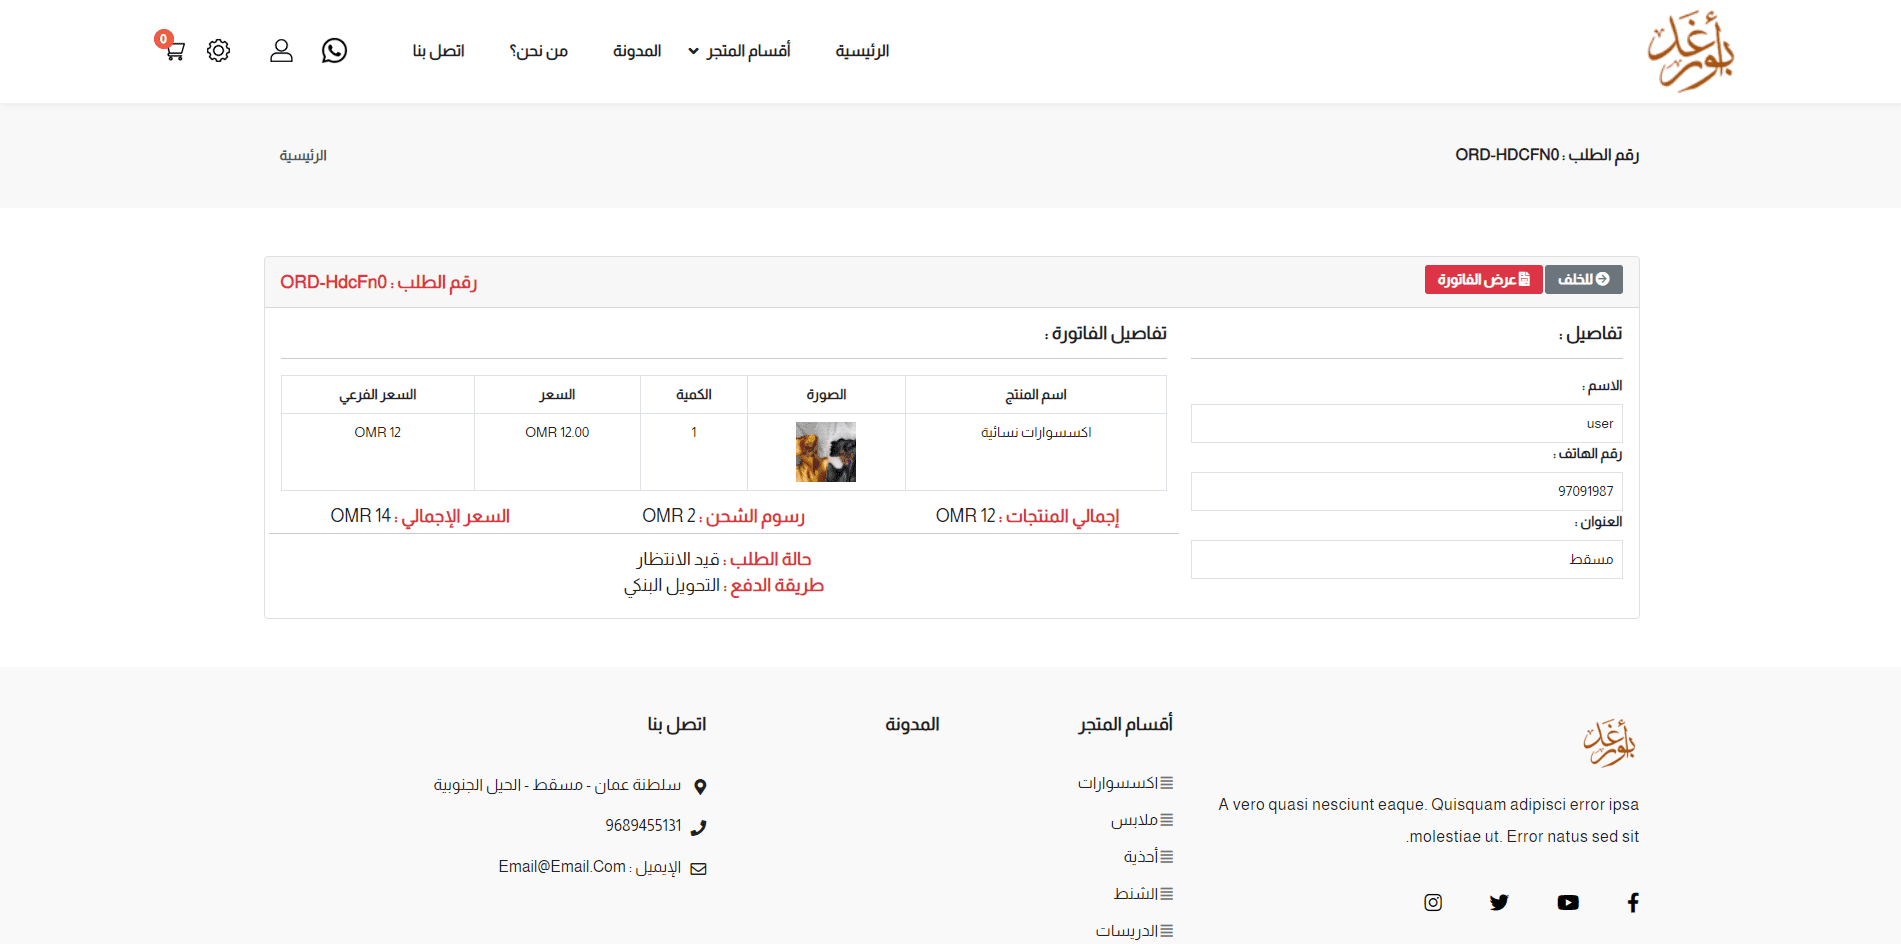 بأورغد
الرئيسية
أقسام المتجر
المدونة
من نحن؟
اتصل بنا
0
رقم الطلب : ORD-HDCFN0
الرئيسية
للخلف
عرض الفاتورة
رقم الطلب : ORD-HdcFn0
تفاصيل :
الاسم :
user
رقم الهاتف :
97091987
العنوان :
مسقط
تفاصيل الفاتورة :
اسم المنتج الصورة الكمية السعر السعر الفرعي
اكسسوارات نسائية 1 OMR 12.00 OMR 12
إجمالي المنتجات : OMR 12
رسوم الشحن : OMR 2
السعر الإجمالي : OMR 14
حالة الطلب : قيد الانتظار
طريقة الدفع : التحويل البنكي
A vero quasi nesciunt eaque. Quisquam adipisci error ipsa
molestiae ut. Error natus sed sit.
أقسام المتجر
اكسسوارات
ملابس
أحذية
الشنط
الدريسات
المدونة
اتصل بنا
سلطنة عمان - مسقط - الحيل الجنوبية
9689455131
الإيميل : Email@Email.Com